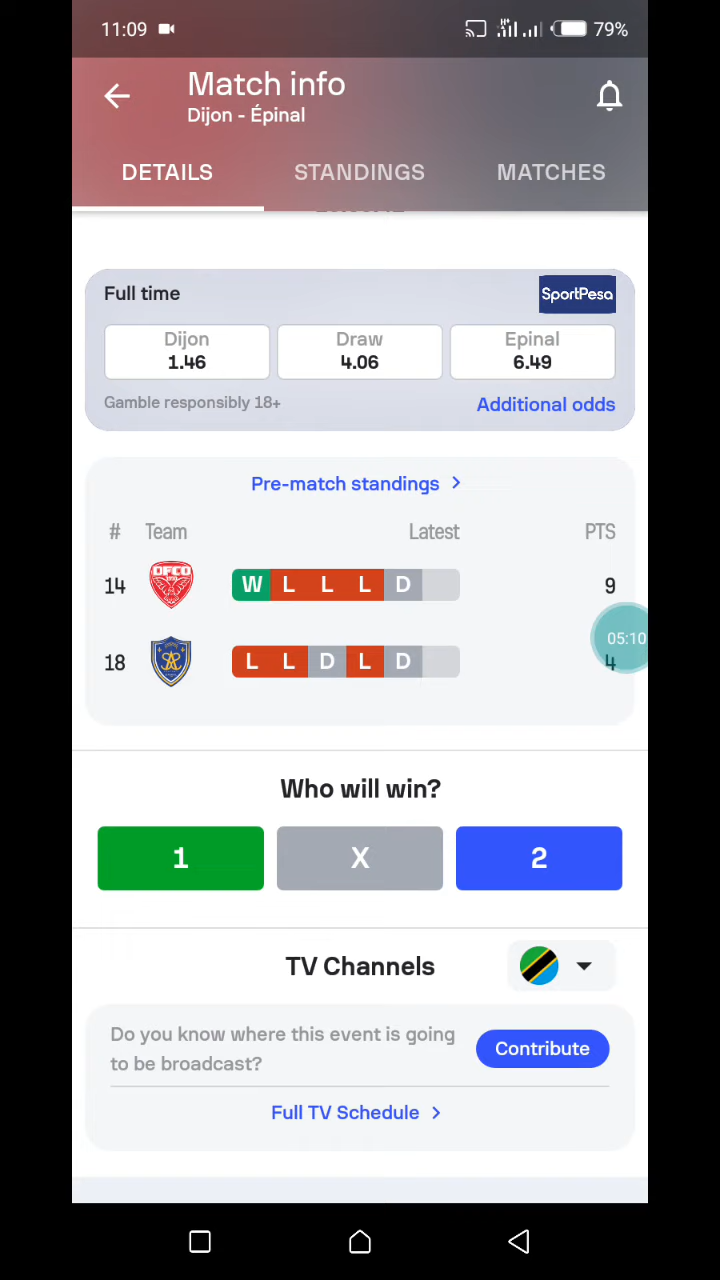 11:09 79%
Match info
Dijon - Épinal
DETAILS STANDINGS MATCHES
Full time SportPesa
Dijon Draw Epinal
1.46 4.06 6.49
Gamble responsibly 18+ Additional odds
Pre-match standings
# Team Latest PTS
14 DFCO W L L L D 9
05:10
18 L L D L D 4
Who will win?
1 X 2
TV Channels
Do you know where this event is going
to be broadcast?
Contribute
Full TV Schedule